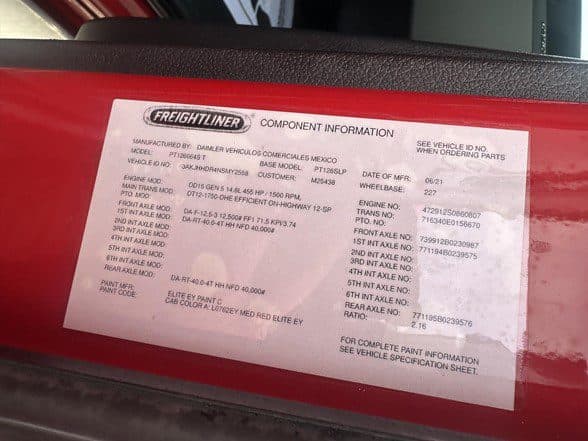 FREIGHTLINER
COMPONENT INFORMATION
SEE VEHICLE ID NO.
WHEN ORDERING PARTS
MANUFACTURED BY: DAIMLER VEHICULOS COMERCIALES MEXICO
MODEL: PT126064S T BASE MODEL: PT126SLP DATE OF MFR: 06/21
VEHICLE ID NO: 3AKJHHDR4NSMY2558 CUSTOMER: M25438 WHEELBASE: 227
ENGINE MOD: DD15 GEN 5 14.8L 455 HP / 1500 RPM, ENGINE NO: 472912S0860807
MAIN TRANS MOD: DT12-1750-OHE EFFICIENT ON-HIGHWAY 12-SP TRANS NO: 716340E0156670
PTO. MOD: PTO. NO:
FRONT AXLE MOD: DA-F-12.5-3 12,500# FF1 71.5 KPI/3.74 FRONT AXLE NO: 739912B0230987
1ST INT AXLE MOD: DA-RT-40.0-4T HH NFD 40,000# 1ST INT AXLE NO: 771194B0239575
2ND INT AXLE MOD: 2ND INT AXLE NO:
3RD INT AXLE MOD: 3RD INT AXLE NO:
4TH INT AXLE MOD: 4TH INT AXLE NO:
5TH INT AXLE MOD: 5TH INT AXLE NO:
6TH INT AXLE MOD: 6TH INT AXLE NO:
REAR AXLE MOD: DA-RT-40.0-4T HH NFD 40,000# REAR AXLE NO: 771195B0239576
RATIO: 2.16
PAINT MFR: ELITE EY PAINT C
PAINT CODE: CAB COLOR A: L0762EY MED RED ELITE EY
FOR COMPLETE PAINT INFORMATION
SEE VEHICLE SPECIFICATION SHEET.